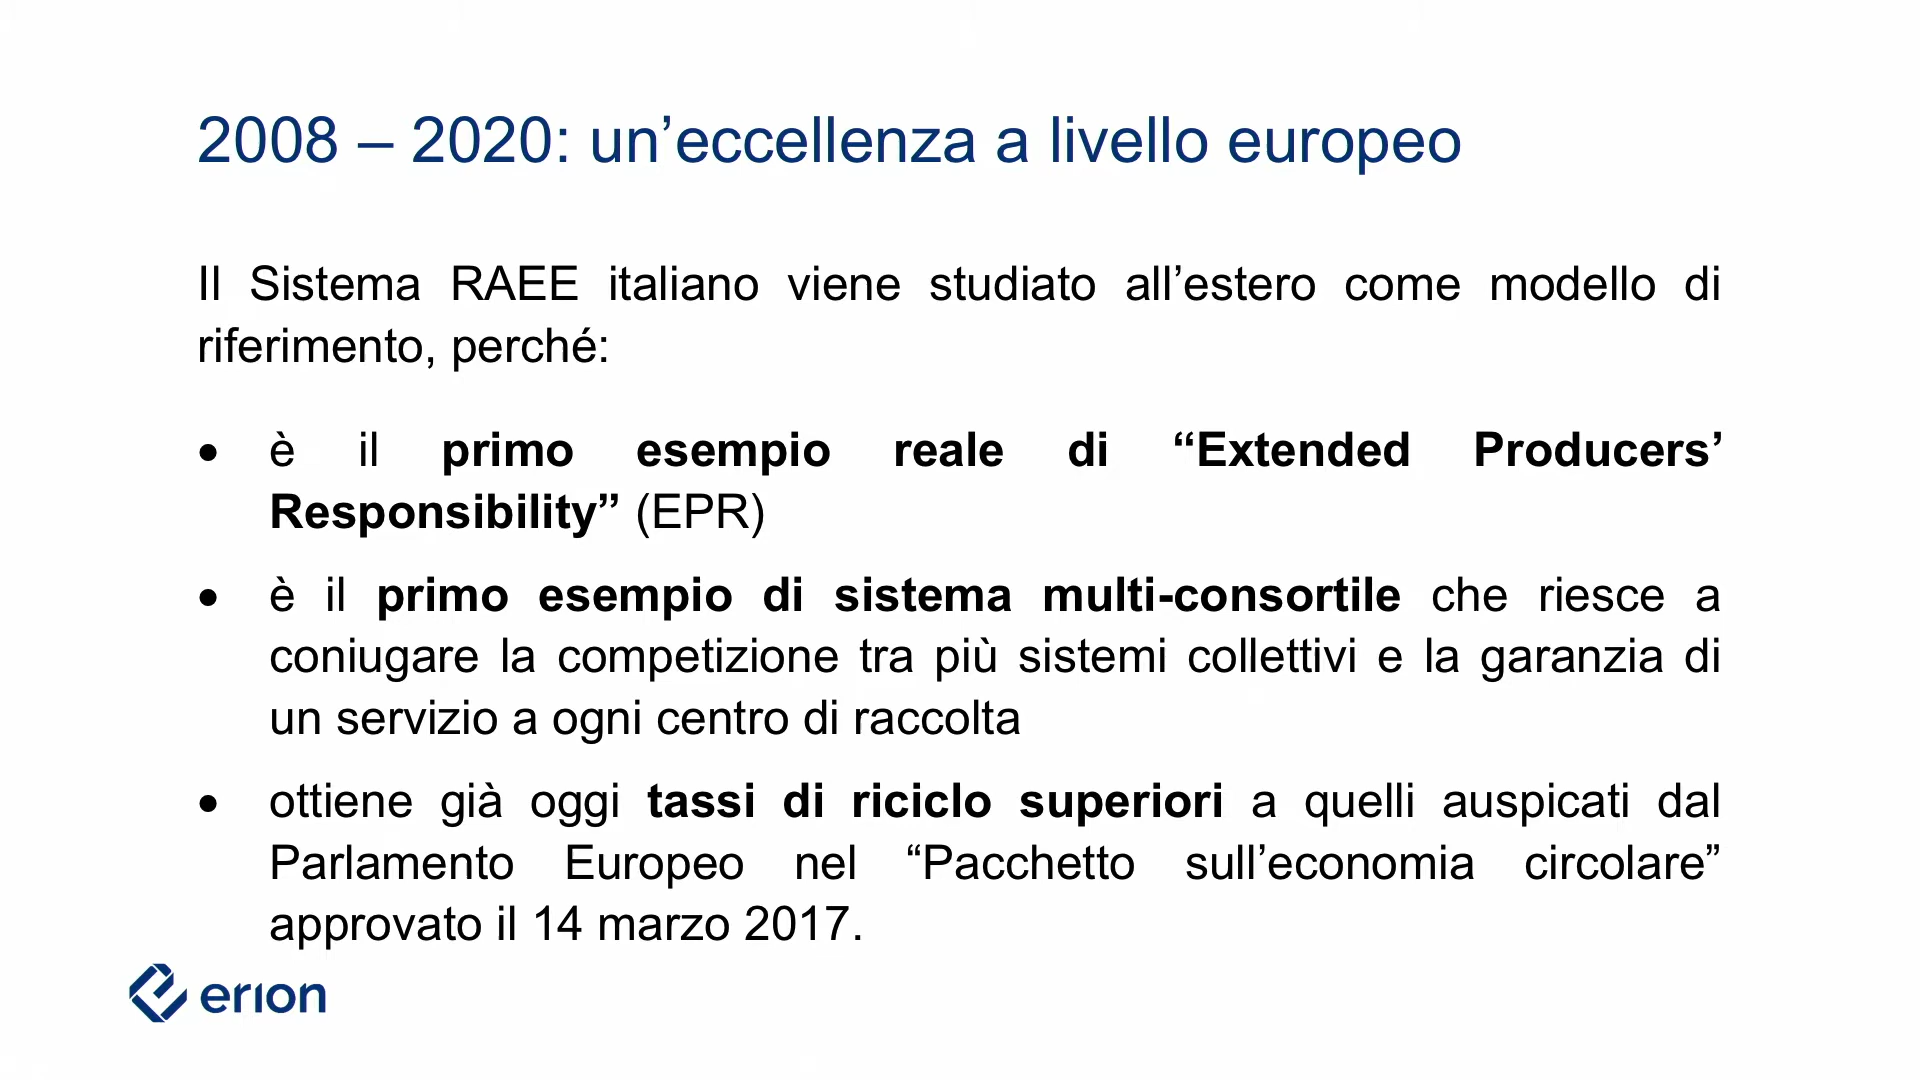 2008 – 2020: un’eccellenza a livello europeo
Il Sistema RAEE italiano viene studiato all’estero come modello di
riferimento, perché:
• è il primo esempio reale di “Extended Producers’
Responsibility” (EPR)
• è il primo esempio di sistema multi-consortile che riesce a
coniugare la competizione tra più sistemi collettivi e la garanzia di
un servizio a ogni centro di raccolta
• ottiene già oggi tassi di riciclo superiori a quelli auspicati dal
Parlamento Europeo nel “Pacchetto sull’economia circolare”
approvato il 14 marzo 2017.
erıon